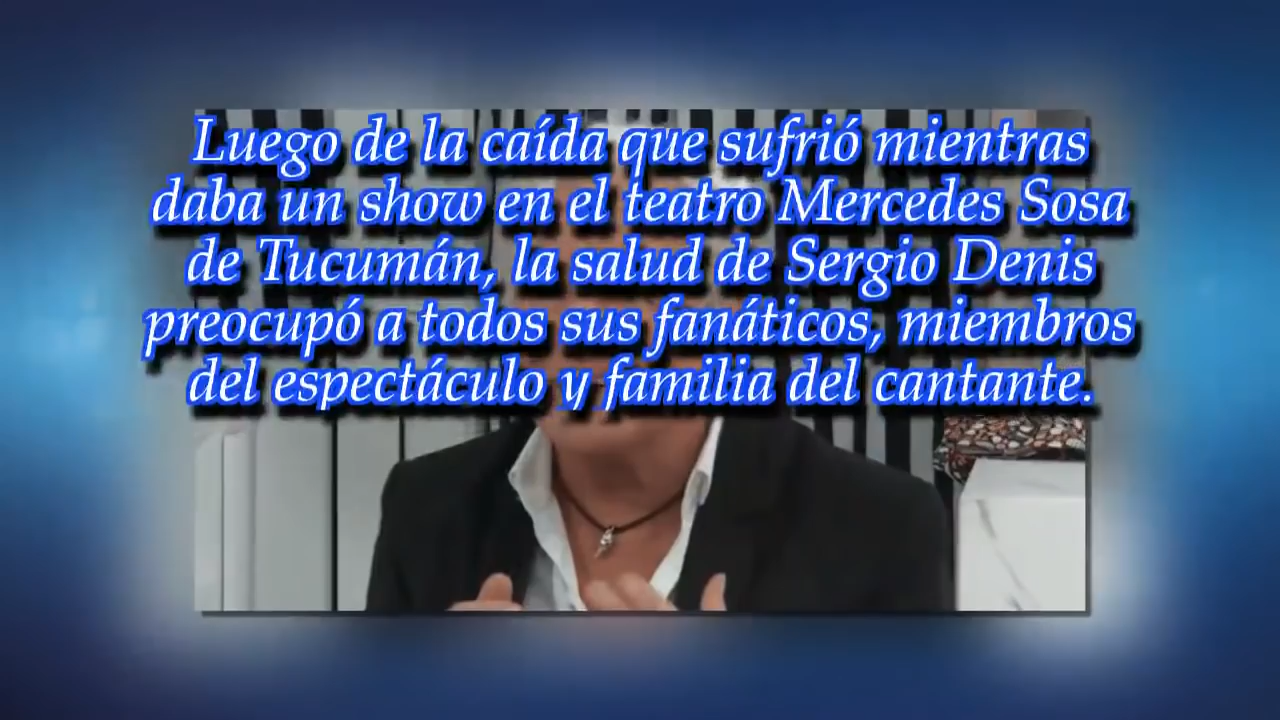 Luego de la caída que sufrió mientras
daba un show en el teatro Mercedes Sosa
de Tucumán, la salud de Sergio Denis
preocupó a todos sus fanáticos, miembros
del espectáculo y familia del cantante.